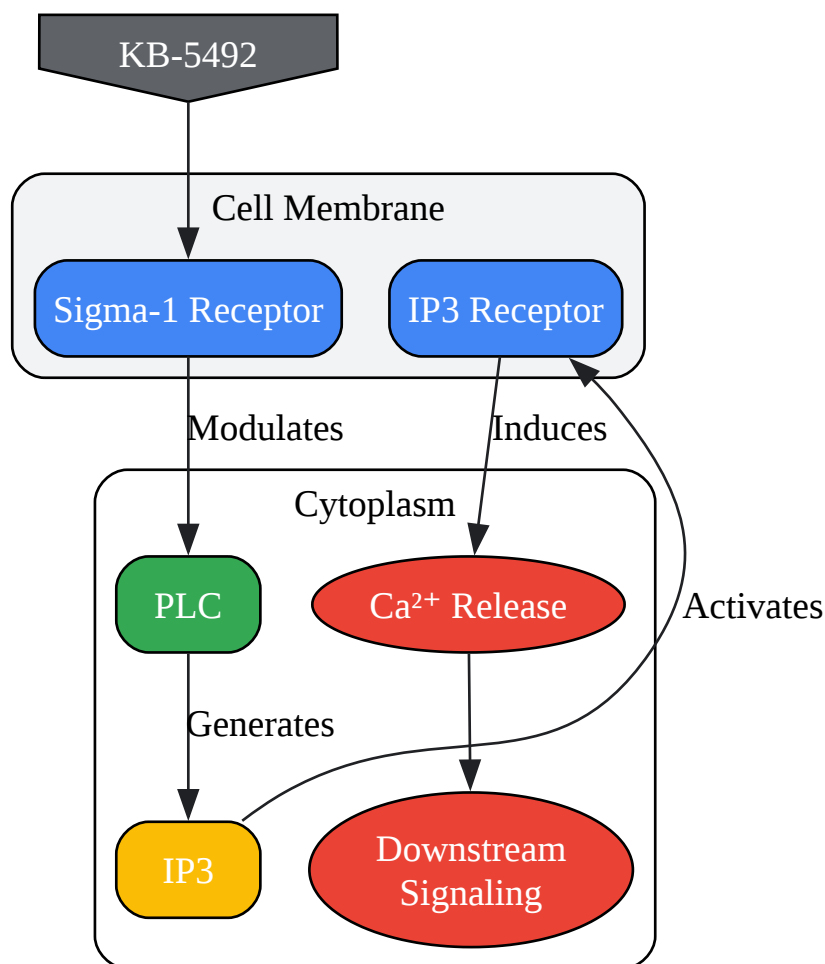 KB-5492
Cell Membrane
Sigma-1 Receptor
IP3 Receptor
Modulates
Induces
Cytoplasm
PLC
Ca²⁺ Release
Activates
Generates
IP3
Downstream
Signaling